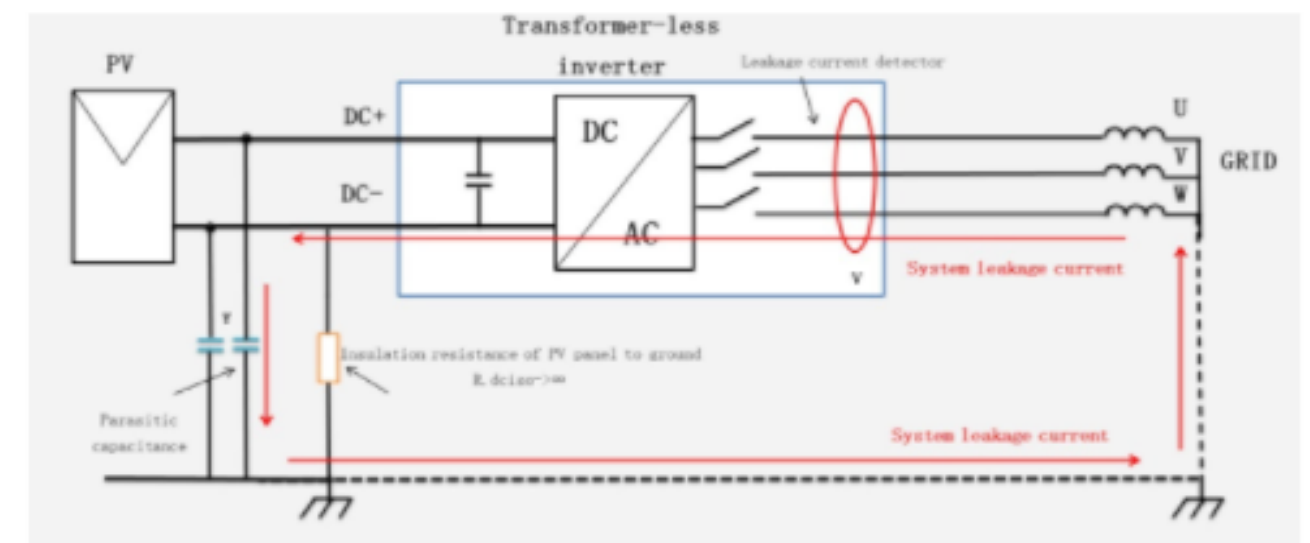 Transformer-less
inverter
PV
Leakage current detector
DC+
DC
U
V
GRID
DC-
W
AC
System leakage current
V
Y
Insulation resistance of PV panel to ground
R.dciso->∞
Parasitic
capacitance
System leakage current